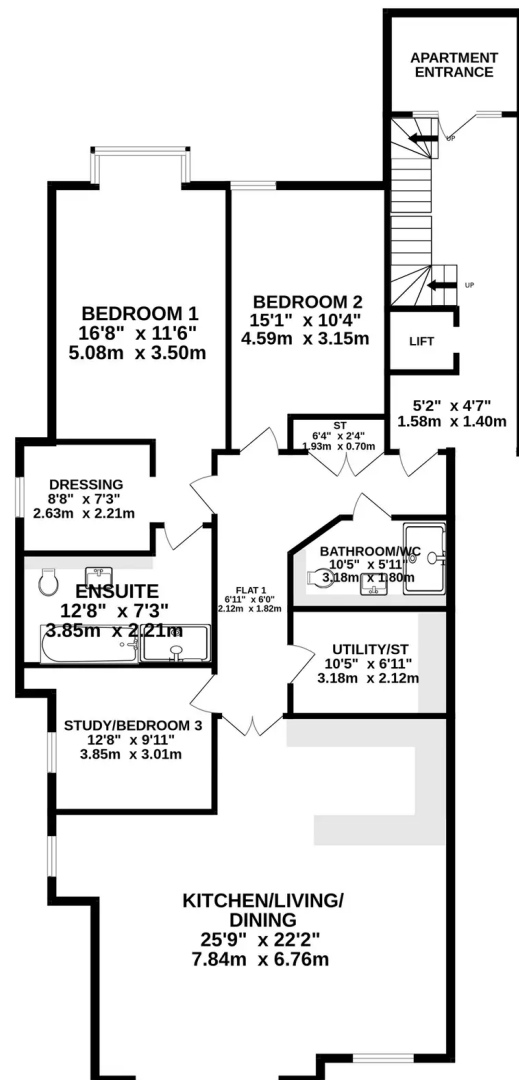 APARTMENT
ENTRANCE
UP
UP
BEDROOM 1
16'8" x 11'6"
5.08m x 3.50m
BEDROOM 2
15'1" x 10'4"
4.59m x 3.15m
LIFT
5'2" x 4'7"
1.58m x 1.40m
ST
6'4" x 2'4"
1.93m x 0.70m
DRESSING
8'8" x 7'3"
2.63m x 2.21m
BATHROOM/WC
10'5" x 5'11"
3.18m x 1.80m
ENSUITE
12'8" x 7'3"
3.85m x 2.21m
FLAT 1
6'11" x 6'0"
2.12m x 1.82m
UTILITY/ST
10'5" x 6'11"
3.18m x 2.12m
STUDY/BEDROOM 3
12'8" x 9'11"
3.85m x 3.01m
KITCHEN/LIVING/
DINING
25'9" x 22'2"
7.84m x 6.76m